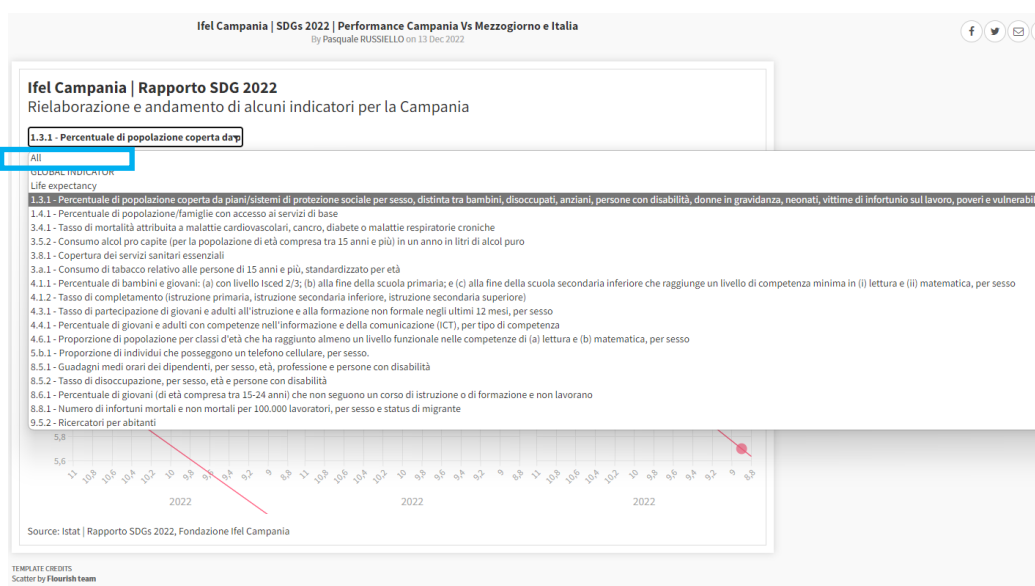 Ifel Campania | SDGs 2022 | Performance Campania Vs Mezzogiorno e Italia
By Pasquale RUSSIELLO on 13 Dec 2022
Ifel Campania | Rapporto SDG 2022
Rielaborazione e andamento di alcuni indicatori per la Campania
1.3.1 - Percentuale di popolazione coperta da p
All
GLOBAL INDICATOR
Life expectancy
1.3.1 - Percentuale di popolazione coperta da piani/sistemi di protezione sociale per sesso, distinta tra bambini, disoccupati, anziani, persone con disabilità, donne in gravidanza, neonati, vittime di infortunio sul lavoro, poveri e vulnerabil
1.4.1 - Percentuale di popolazione/famiglie con accesso ai servizi di base
3.4.1 - Tasso di mortalità attribuita a malattie cardiovascolari, cancro, diabete o malattie respiratorie croniche
3.5.2 - Consumo alcol pro capite (per la popolazione di età compresa tra 15 anni e più) in un anno in litri di alcol puro
3.8.1 - Copertura dei servizi sanitari essenziali
3.a.1 - Consumo di tabacco relativo alle persone di 15 anni e più, standardizzato per età
4.1.1 - Percentuale di bambini e giovani: (a) con livello Isced 2/3; (b) alla fine della scuola primaria; e (c) alla fine della scuola secondaria inferiore che raggiunge un livello di competenza minima in (i) lettura e (ii) matematica, per sesso
4.1.2 - Tasso di completamento (istruzione primaria, istruzione secondaria inferiore, istruzione secondaria superiore)
4.3.1 - Tasso di partecipazione di giovani e adulti all'istruzione e alla formazione non formale negli ultimi 12 mesi, per sesso
4.4.1 - Percentuale di giovani e adulti con competenze nell'informazione e della comunicazione (ICT), per tipo di competenza
4.6.1 - Proporzione di popolazione per classi d'età che ha raggiunto almeno un livello funzionale nelle competenze di (a) lettura e (b) matematica, per sesso
5.b.1 - Proporzione di individui che posseggono un telefono cellulare, per sesso.
8.5.1 - Guadagni medi orari dei dipendenti, per sesso, età, professione e persone con disabilità
8.5.2 - Tasso di disoccupazione, per sesso, età e persone con disabilità
8.6.1 - Percentuale di giovani (di età compresa tra 15-24 anni) che non seguono un corso di istruzione o di formazione e non lavorano
8.8.1 - Numero di infortuni mortali e non mortali per 100.000 lavoratori, per sesso e status di migrante
9.5.2 - Ricercatori per abitanti
5,8
5,6
11 10,8 10,6 10,4 10,2 10 9,8 9,6 9,4 9,2 9 8,8 11 10,8 10,6 10,4 10,2 10 9,8 9,6 9,4 9,2 9 8,8 11 10,8 10,6 10,4 10,2 10 9,8 9,6 9,4 9,2 9 8,8
2022 2022 2022
Source: Istat | Rapporto SDGs 2022, Fondazione Ifel Campania
TEMPLATE CREDITS
Scatter by Flourish team